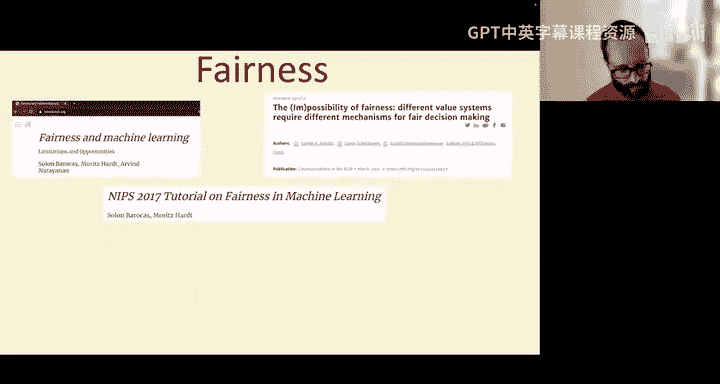 GPT中英字幕课程资源
Fairness
Fairness and machine learning
Limitations and Opportunities
Solon Barocas, Moritz Hardt, Arvind
Narayanan
The (Im)possibility of fairness: different value systems
require different mechanisms for fair decision making
Authors:
Publication:
NIPS 2017 Tutorial on Fairness in Machine Learning
Solon Barocas, Moritz Hardt